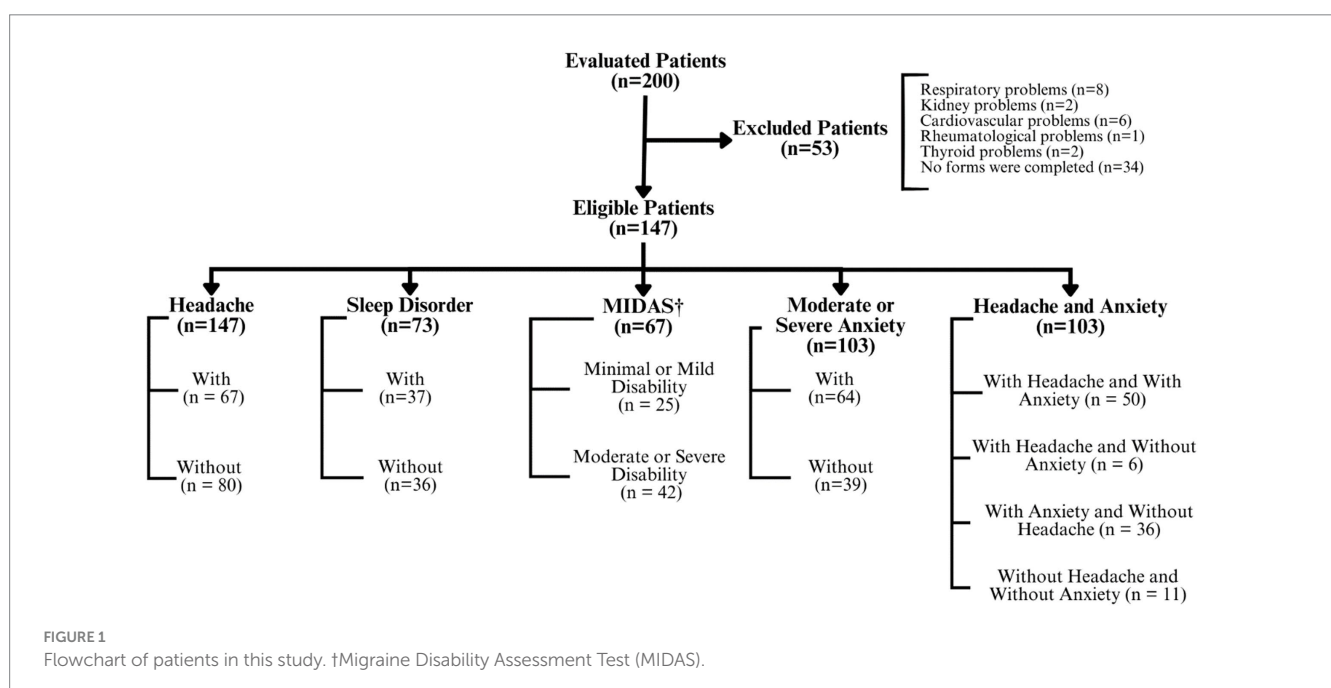 Evaluated Patients
(n=200)
Excluded Patients
(n=53)
Respiratory problems (n=8)
Kidney problems (n=2)
Cardiovascular problems (n=6)
Rheumatological problems (n=1)
Thyroid problems (n=2)
No forms were completed (n=34)
Eligible Patients
(n=147)
Headache
(n=147)
With
(n = 67)
Without
(n = 80)
Sleep Disorder
(n=73)
With
(n=37)
Without
(n=36)
MIDAS†
(n=67)
Minimal or Mild
Disability
(n = 25)
Moderate or Severe
Disability
(n = 42)
Moderate or
Severe Anxiety
(n=103)
With
(n=64)
Without
(n=39)
Headache and Anxiety
(n=103)
With Headache and With
Anxiety (n = 50)
With Headache and Without
Anxiety (n = 6)
With Anxiety and Without
Headache (n = 36)
Without Headache and
Without Anxiety (n = 11)
FIGURE 1
Flowchart of patients in this study. †Migraine Disability Assessment Test (MIDAS).